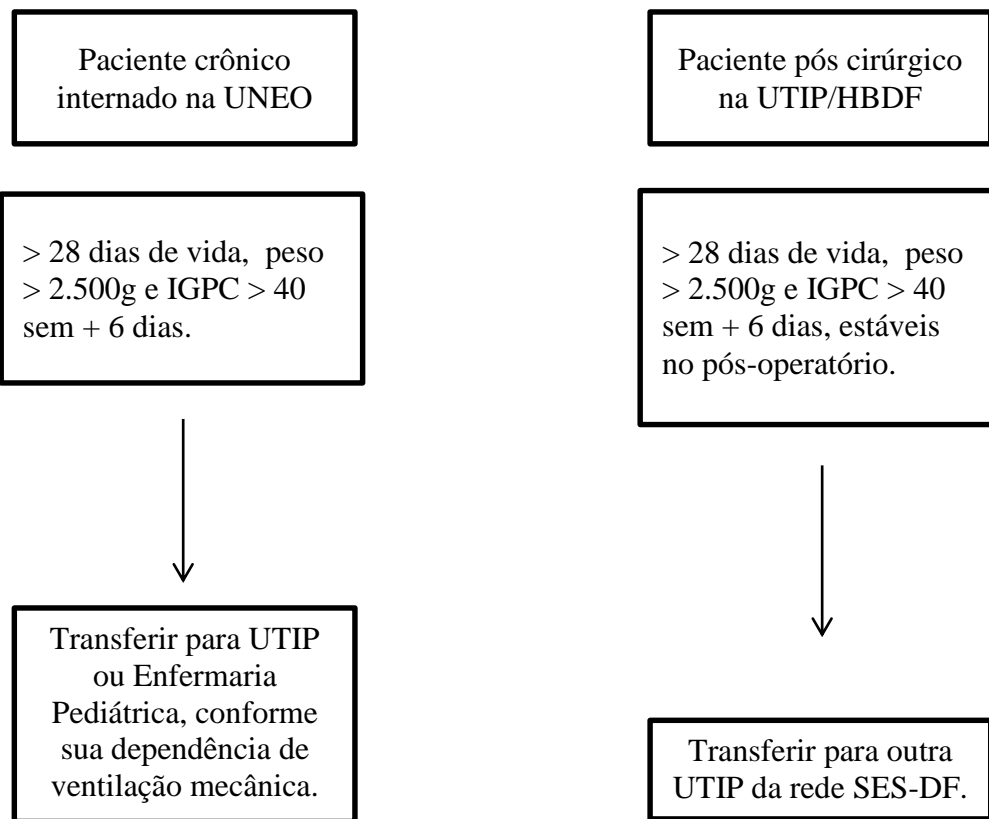 Paciente crônico
internado na UNEO
> 28 dias de vida, peso
> 2.500g e IGPC > 40
sem + 6 dias.
Transferir para UTIP
ou Enfermaria
Pediátrica, conforme
sua dependência de
ventilação mecânica.
Paciente pós cirúrgico
na UTIP/HBDF
> 28 dias de vida, peso
> 2.500g e IGPC > 40
sem + 6 dias, estáveis
no pós-operatório.
Transferir para outra
UTIP da rede SES-DF.